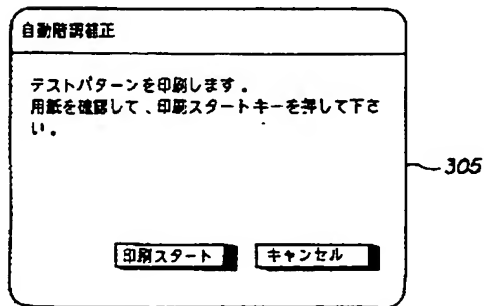 自動階調補正
テストパターンを印刷します。
用紙を確認して、印刷スタートキーを押して下さ
い。
305
印刷スタート キャンセル